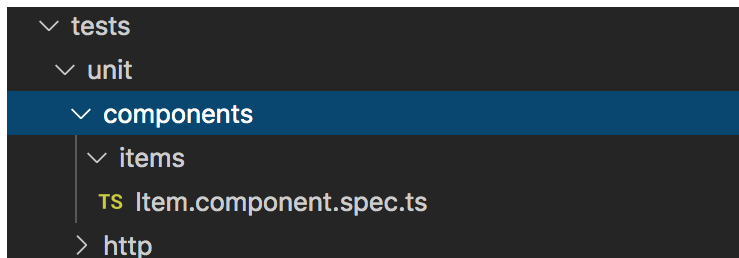 tests
unit
components
items
TS Item.component.spec.ts
http